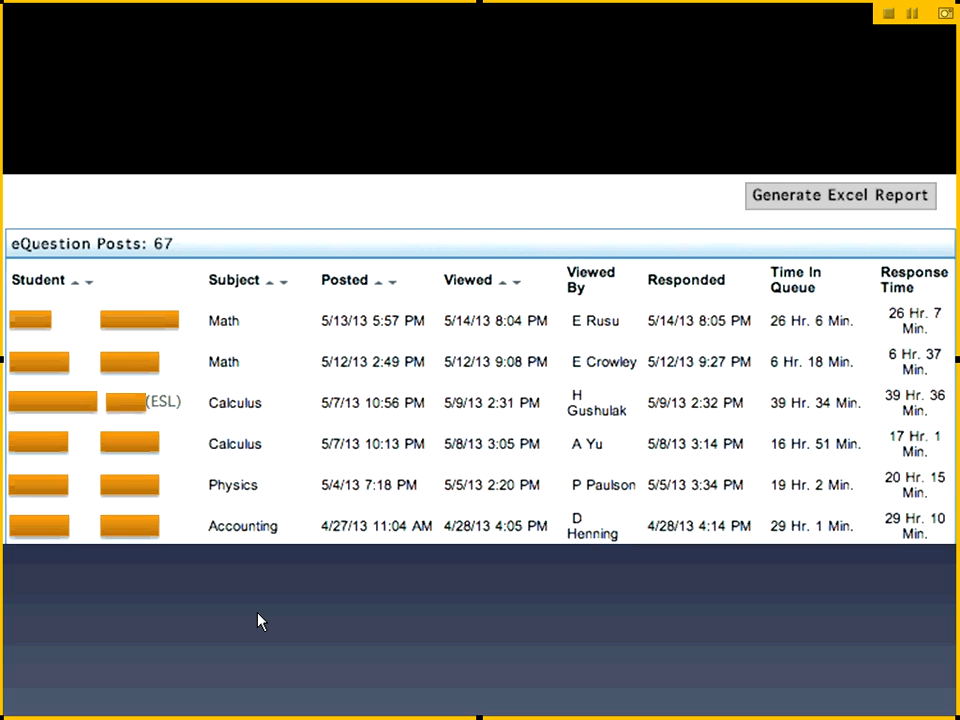 Generate Excel Report
eQuestion Posts: 67
Student Subject Posted Viewed Viewed By Responded Time In Queue Response Time
Math 5/13/13 5:57 PM 5/14/13 8:04 PM E Rusu 5/14/13 8:05 PM 26 Hr. 6 Min. 26 Hr. 7 Min.
Math 5/12/13 2:49 PM 5/12/13 9:08 PM E Crowley 5/12/13 9:27 PM 6 Hr. 18 Min. 6 Hr. 37 Min.
(ESL) Calculus 5/7/13 10:56 PM 5/9/13 2:31 PM H Gushulak 5/9/13 2:32 PM 39 Hr. 34 Min. 39 Hr. 36 Min.
Calculus 5/7/13 10:13 PM 5/8/13 3:05 PM A Yu 5/8/13 3:14 PM 16 Hr. 51 Min. 17 Hr. 1 Min.
Physics 5/4/13 7:18 PM 5/5/13 2:20 PM P Paulson 5/5/13 3:34 PM 19 Hr. 2 Min. 20 Hr. 15 Min.
Accounting 4/27/13 11:04 AM 4/28/13 4:05 PM D Henning 4/28/13 4:14 PM 29 Hr. 1 Min. 29 Hr. 10 Min.